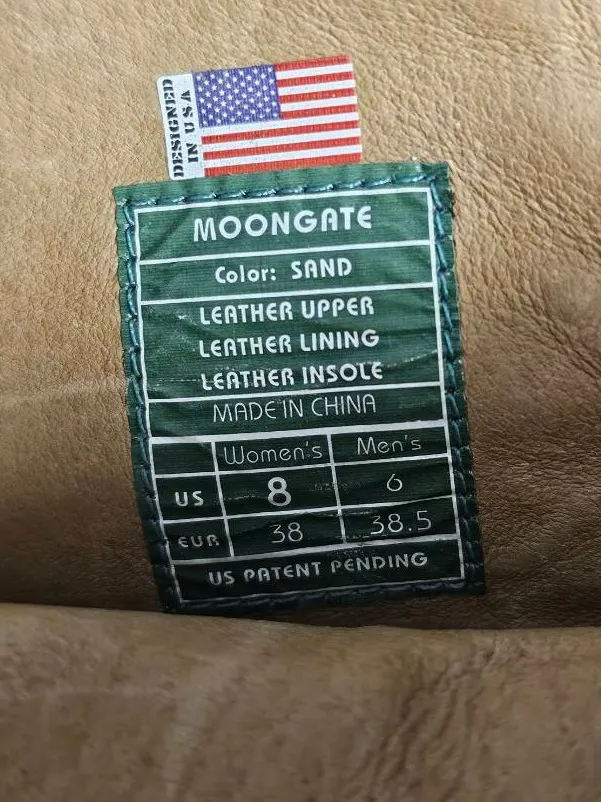 DESIGNED
IN USA
MOONGATE
Color: SAND
LEATHER UPPER
LEATHER LINING
LEATHER INSOLE
MADE IN CHINA
Women's Men's
US 8 6
EUR 38 38.5
US PATENT PENDING